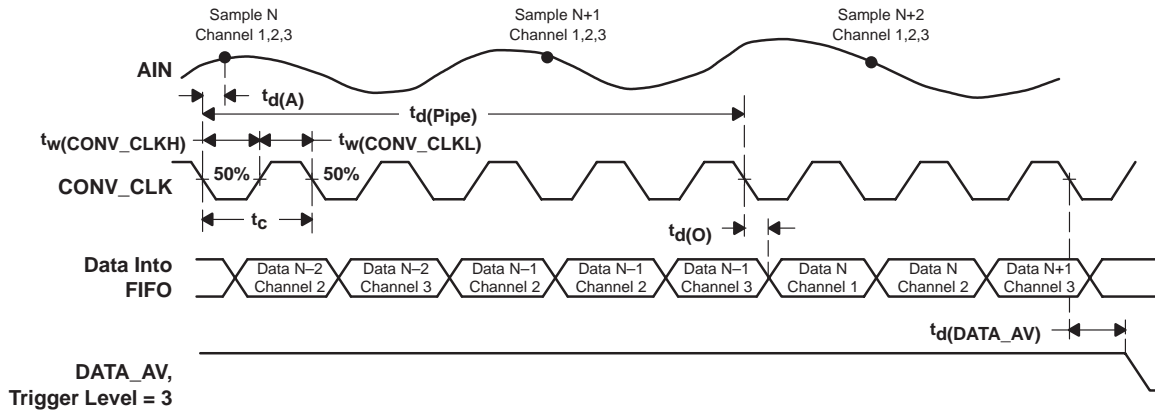 Sample N
Channel 1,2,3
Sample N+1
Channel 1,2,3
Sample N+2
Channel 1,2,3
AIN
td(A)
td(Pipe)
tw(CONV_CLKH)
tw(CONV_CLKL)
50%
50%
CONV_CLK
tc
td(O)
Data Into
FIFO
Data N–2
Channel 2
Data N–2
Channel 3
Data N–1
Channel 2
Data N–1
Channel 2
Data N–1
Channel 3
Data N
Channel 1
Data N
Channel 2
Data N+1
Channel 3
td(DATA_AV)
DATA_AV,
Trigger Level = 3